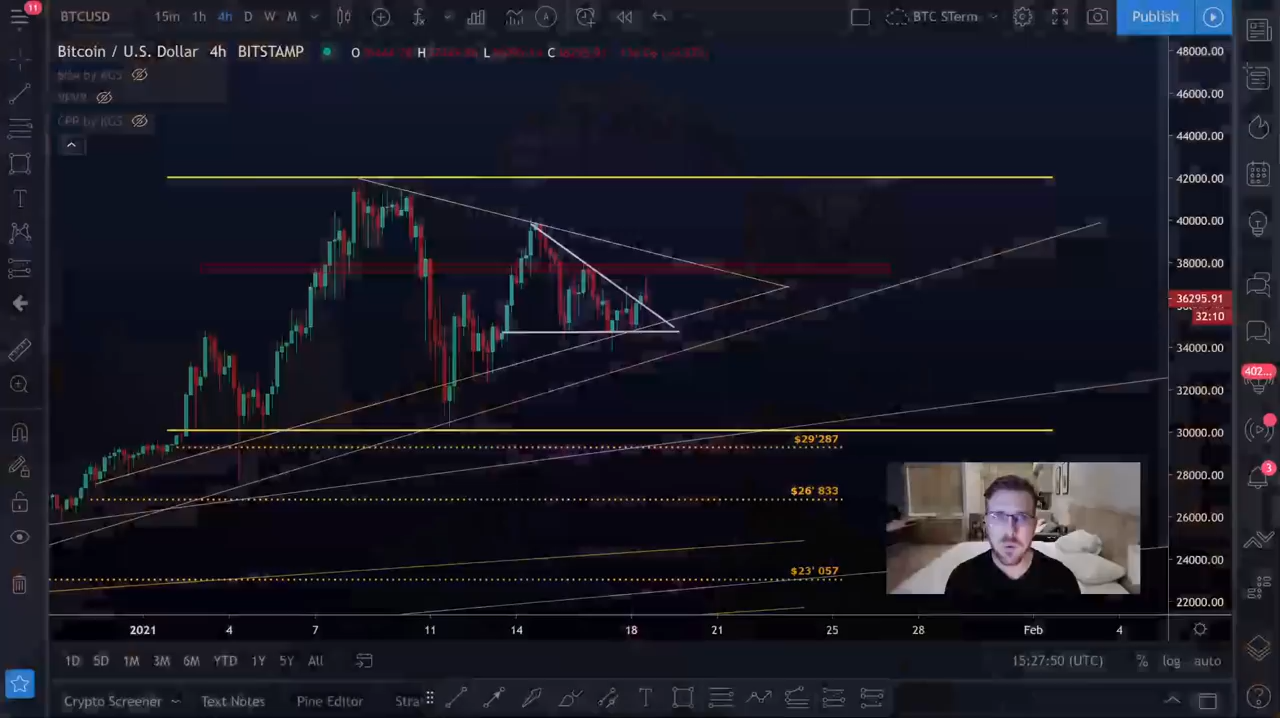 11
BTCUSD
15m 1h 4h D W M
BTC STerm
Publish
Bitcoin / U.S. Dollar 4h BITSTAMP
O H L C
CPR by KGS
48000.00
46000.00
44000.00
42000.00
40000.00
38000.00
36295.91
32:10
34000.00
32000.00
30000.00
28000.00
26000.00
24000.00
22000.00
402...
3
$29'287
$26' 833
$23' 057
2021 4 7 11 14 18 21 25 28 Feb 4
1D 5D 1M 3M 6M YTD 1Y 5Y All
15:27:50 (UTC) % log auto
Crypto Screener Text Notes Pine Editor Stra